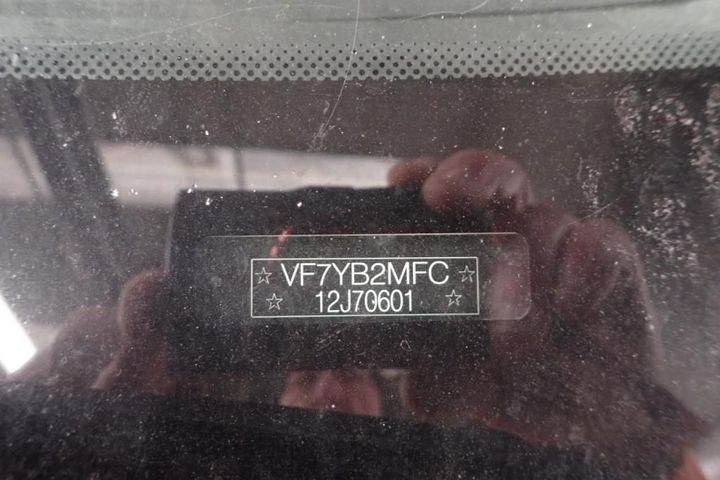 ☆ VF7YB2MFC ☆
☆ 12J70601 ☆